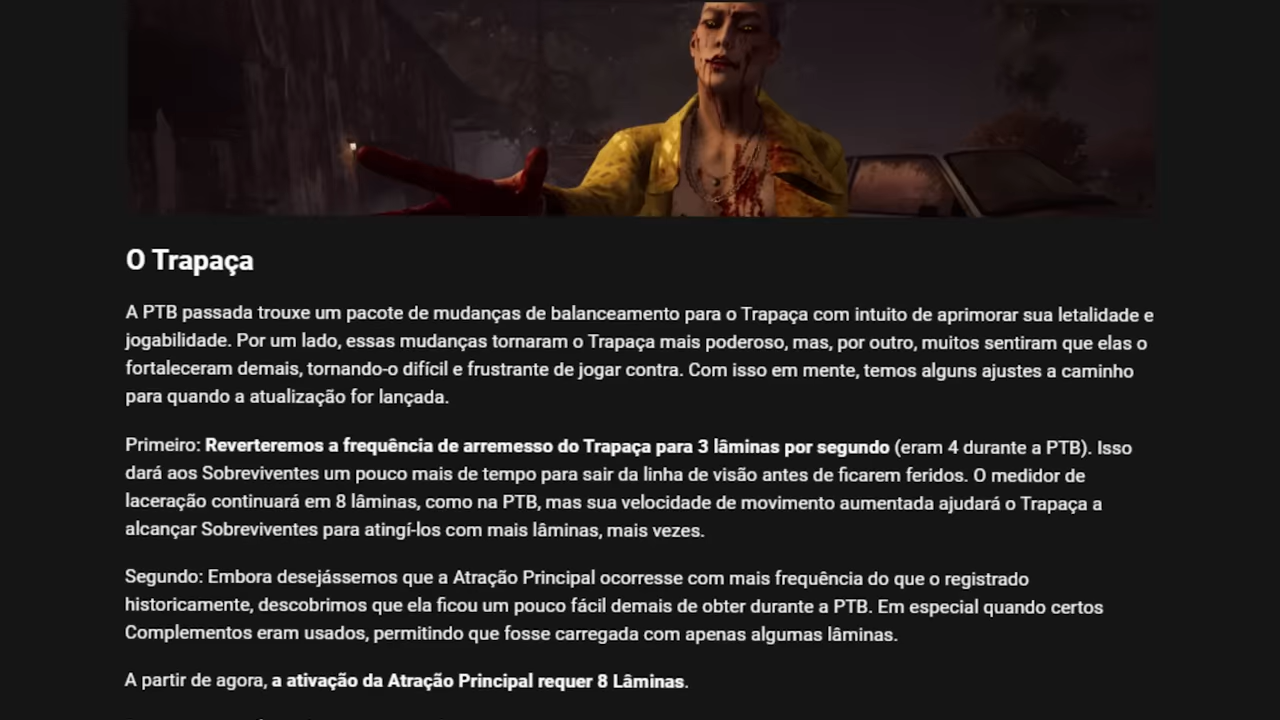 O Trapaça
A PTB passada trouxe um pacote de mudanças de balanceamento para o Trapaça com intuito de aprimorar sua letalidade e
jogabilidade. Por um lado, essas mudanças tornaram o Trapaça mais poderoso, mas, por outro, muitos sentiram que elas o
fortaleceram demais, tornando-o difícil e frustrante de jogar contra. Com isso em mente, temos alguns ajustes a caminho
para quando a atualização for lançada.
Primeiro: Reverteremos a frequência de arremesso do Trapaça para 3 lâminas por segundo (eram 4 durante a PTB). Isso
dará aos Sobreviventes um pouco mais de tempo para sair da linha de visão antes de ficarem feridos. O medidor de
laceração continuará em 8 lâminas, como na PTB, mas sua velocidade de movimento aumentada ajudará o Trapaça a
alcançar Sobreviventes para atingí-los com mais lâminas, mais vezes.
Segundo: Embora desejássemos que a Atração Principal ocorresse com mais frequência do que o registrado
historicamente, descobrimos que ela ficou um pouco fácil demais de obter durante a PTB. Em especial quando certos
Complementos eram usados, permitindo que fosse carregada com apenas algumas lâminas.
A partir de agora, a ativação da Atração Principal requer 8 Lâminas.